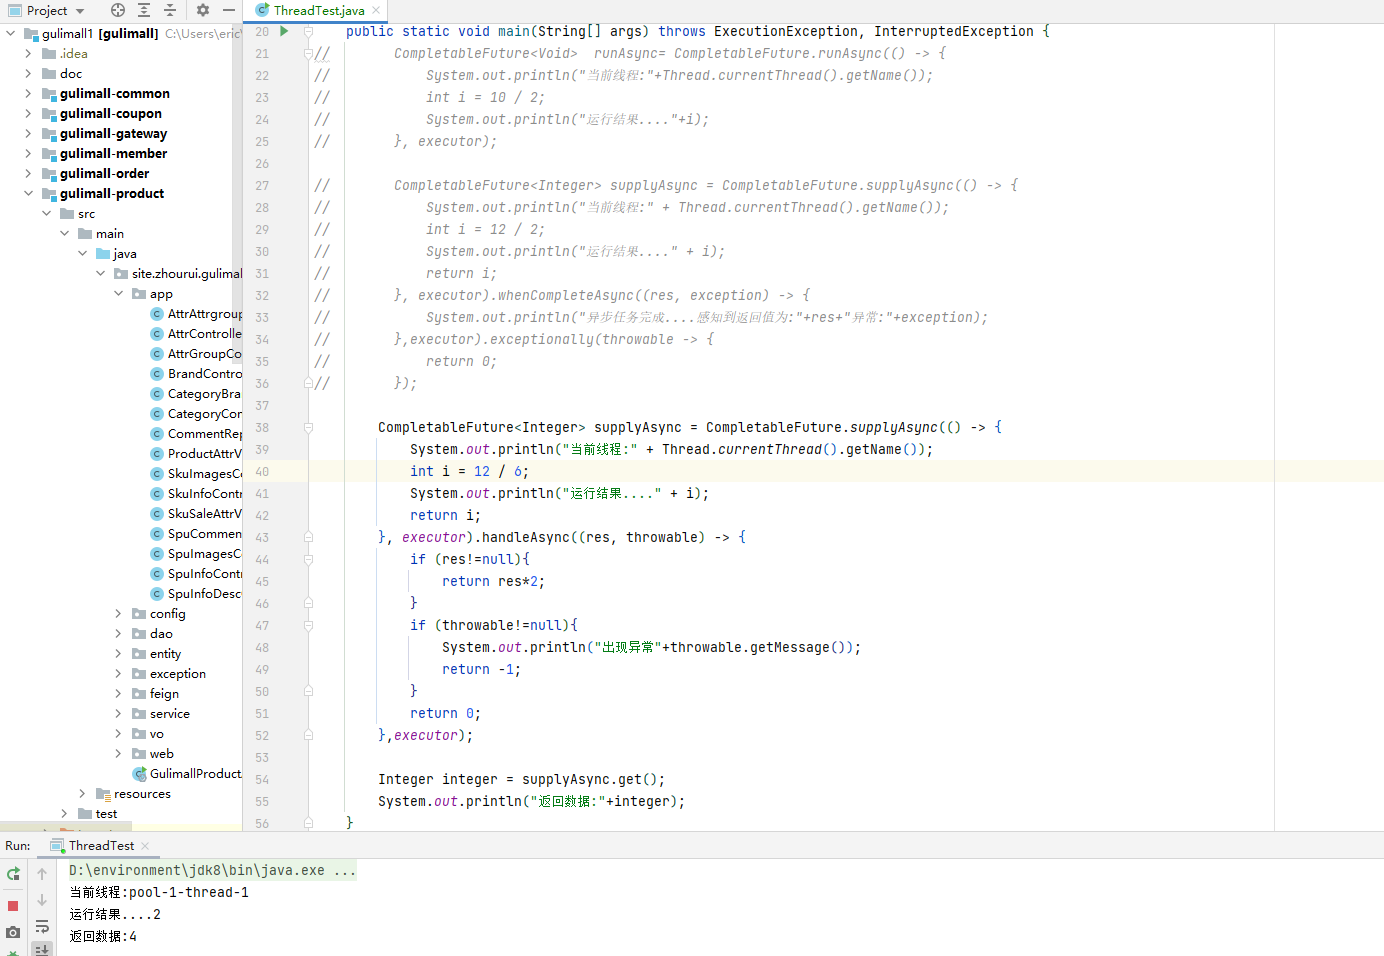 Project
ThreadTest.java
gulimall1 [gulimall] C:\Users\eric\
.idea
doc
gulimall-common
gulimall-coupon
gulimall-gateway
gulimall-member
gulimall-order
gulimall-product
src
main
java
site.zhourui.gulimal
app
AttrAttrgroup
AttrControlle
AttrGroupCo
BrandContro
CategoryBra
CategoryCor
CommentRep
ProductAttrV
SkuImagesCo
SkuInfoContr
SkuSaleAttrV
SpuCommen
SpuImagesC
SpuInfoContr
SpuInfoDesc
config
dao
entity
exception
feign
service
vo
web
GulimallProduct
resources
test
20 public static void main(String[] args) throws ExecutionException, InterruptedException {
21 // CompletableFuture<Void>  runAsync= CompletableFuture.runAsync(() -> {
22 // System.out.println("当前线程:"+Thread.currentThread().getName());
23 // int i = 10 / 2;
24 // System.out.println("运行结果...."+i);
25 // }, executor);
26
27 // CompletableFuture<Integer> supplyAsync = CompletableFuture.supplyAsync(() -> {
28 // System.out.println("当前线程:" + Thread.currentThread().getName());
29 // int i = 12 / 2;
30 // System.out.println("运行结果...." + i);
31 // return i;
32 // }, executor).whenCompleteAsync((res, exception) -> {
33 // System.out.println("异步任务完成....感知到返回值为:"+res+"异常:"+exception);
34 // },executor).exceptionally(throwable -> {
35 // return 0;
36 // });
37
38 CompletableFuture<Integer> supplyAsync = CompletableFuture.supplyAsync(() -> {
39 System.out.println("当前线程:" + Thread.currentThread().getName());
40 int i = 12 / 6;
41 System.out.println("运行结果...." + i);
42 return i;
43 }, executor).handleAsync((res, throwable) -> {
44 if (res!=null){
45 return res*2;
46 }
47 if (throwable!=null){
48 System.out.println("出现异常"+throwable.getMessage());
49 return -1;
50 }
51 return 0;
52 },executor);
53
54 Integer integer = supplyAsync.get();
55 System.out.println("返回数据:"+integer);
56 }
Run: ThreadTest
D:\environment\jdk8\bin\java.exe ...
当前线程:pool-1-thread-1
运行结果....2
返回数据:4